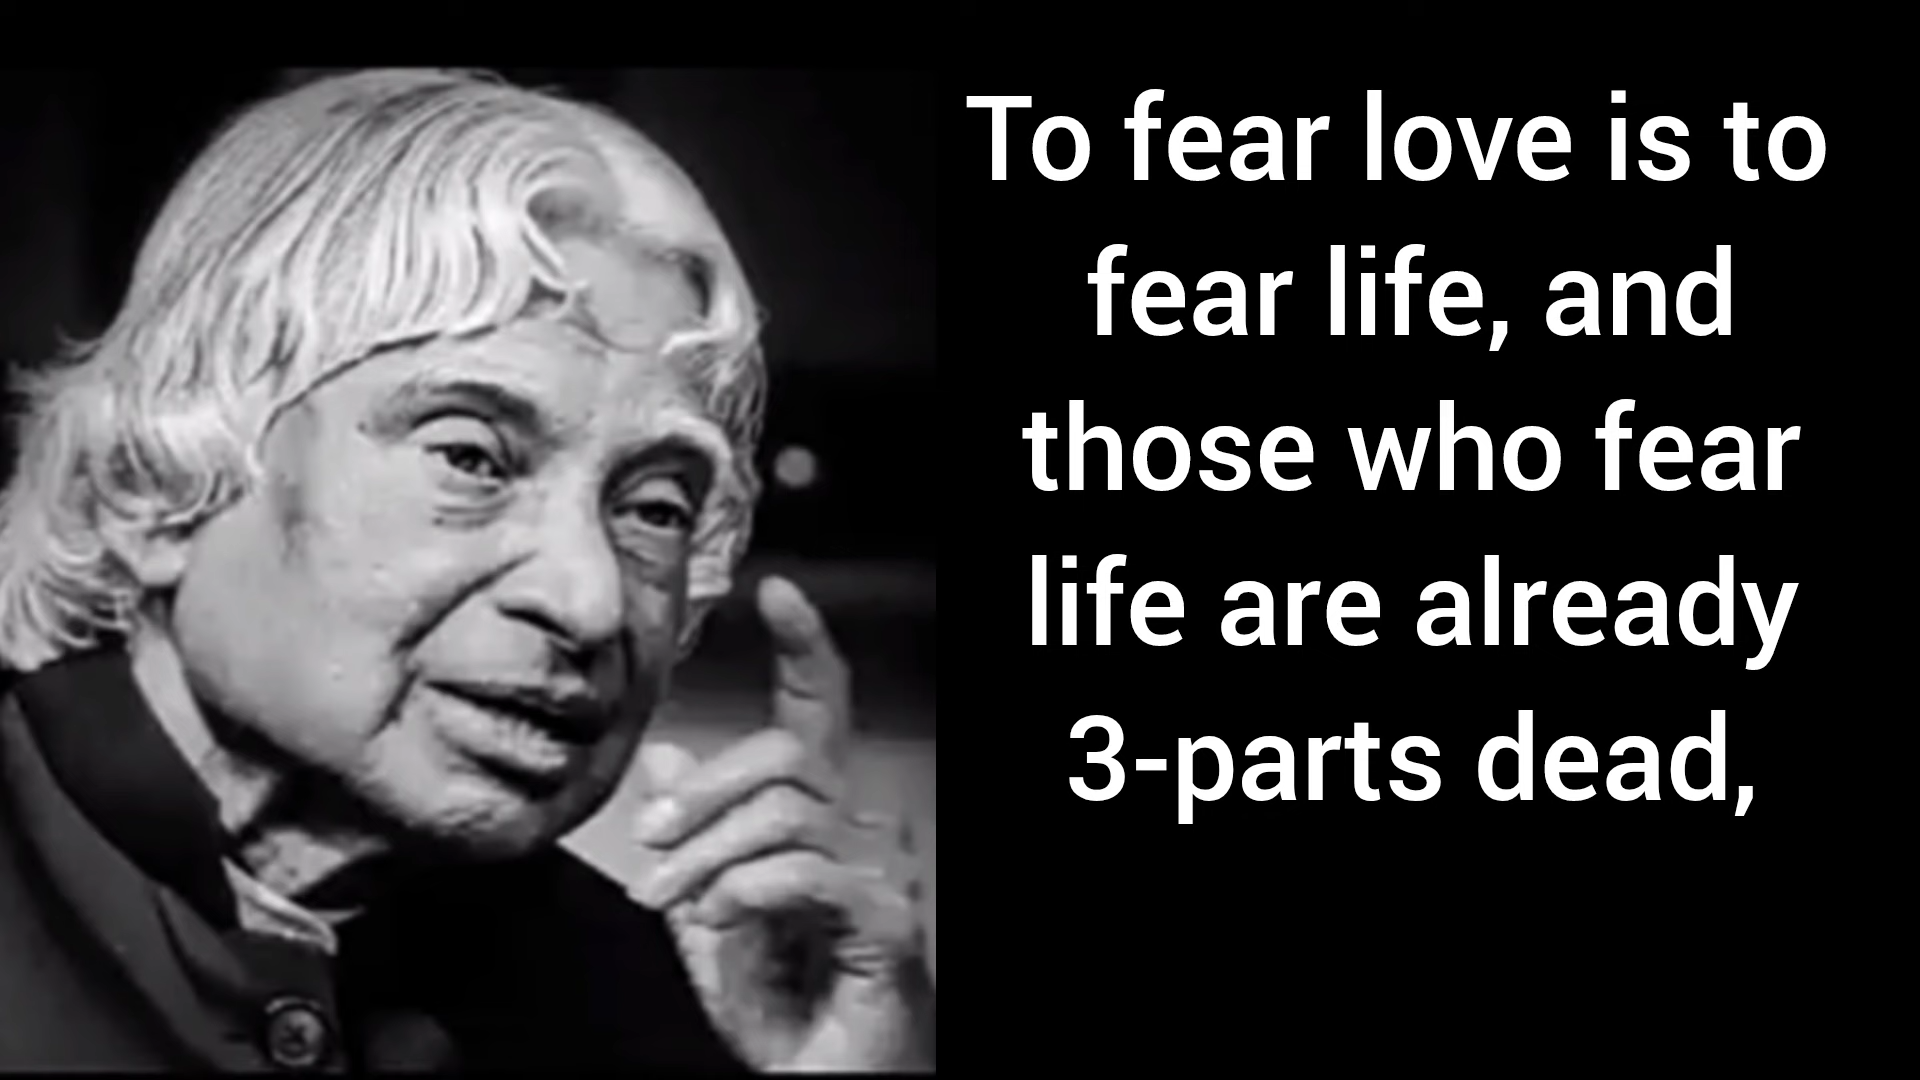 To fear love is to
fear life, and
those who fear
life are already
3-parts dead,